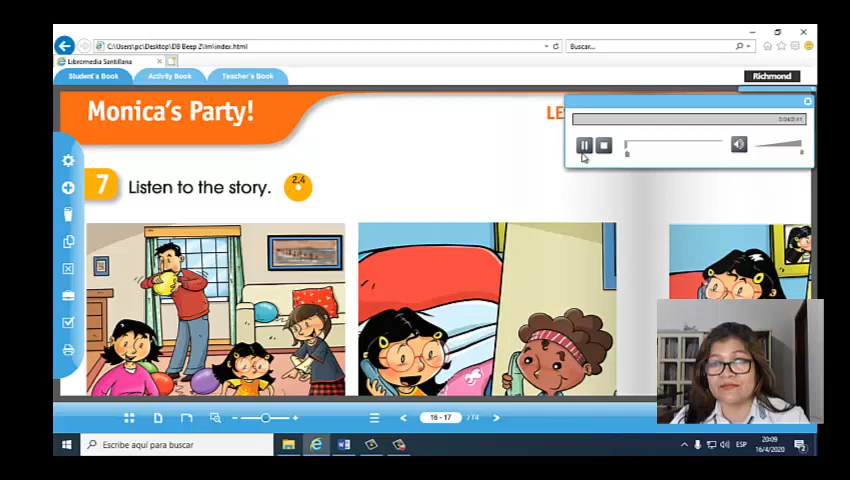 C:\Users\pc\Desktop\DB Beep 2\lm\index.html
Buscar...
Libromedia Santillana
Student's Book
Activity Book
Teacher's Book
Richmond
Monica's Party!
LE
7
Listen to the story.
2.4
16 - 17
Escribe aquí para buscar
ESP
20:09
16/4/2020
2